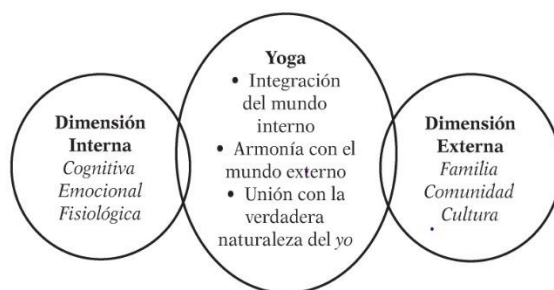 Dimensión
Interna
Cognitiva
Emocional
Fisiológica
Yoga
• Integración
del mundo
interno
• Armonía con el
mundo externo
• Unión con la
verdadera
naturaleza del yo
Dimensión
Externa
Familia
Comunidad
Cultura